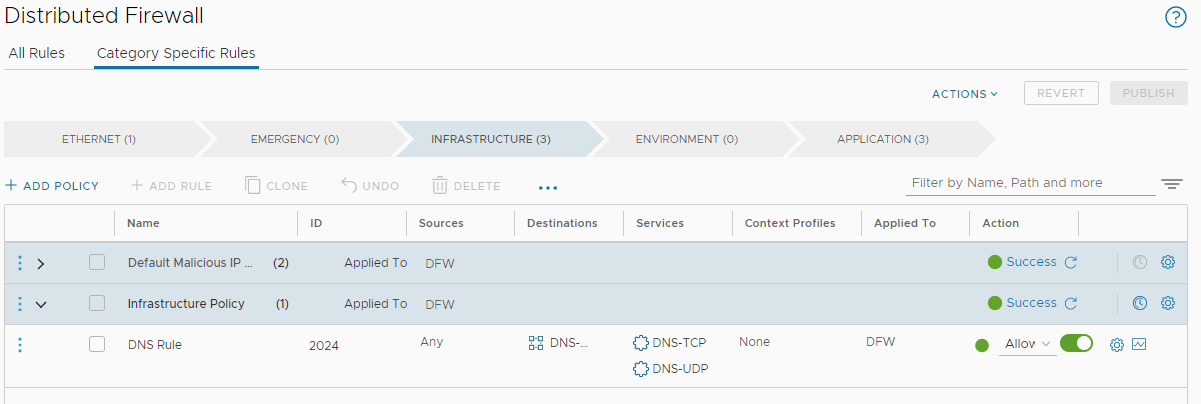 Distributed Firewall
?
All Rules Category Specific Rules
ACTIONS REVERT PUBLISH
ETHERNET (1) EMERGENCY (0) INFRASTRUCTURE (3) ENVIRONMENT (0) APPLICATION (3)
+ ADD POLICY + ADD RULE CLONE UNDO DELETE ... Filter by Name, Path and more
Name ID Sources Destinations Services Context Profiles Applied To Action
Default Malicious IP ... (2) Applied To DFW Success
Infrastructure Policy (1) Applied To DFW Success
DNS Rule 2024 Any DNS-... DNS-TCP None DFW Allow
DNS-UDP